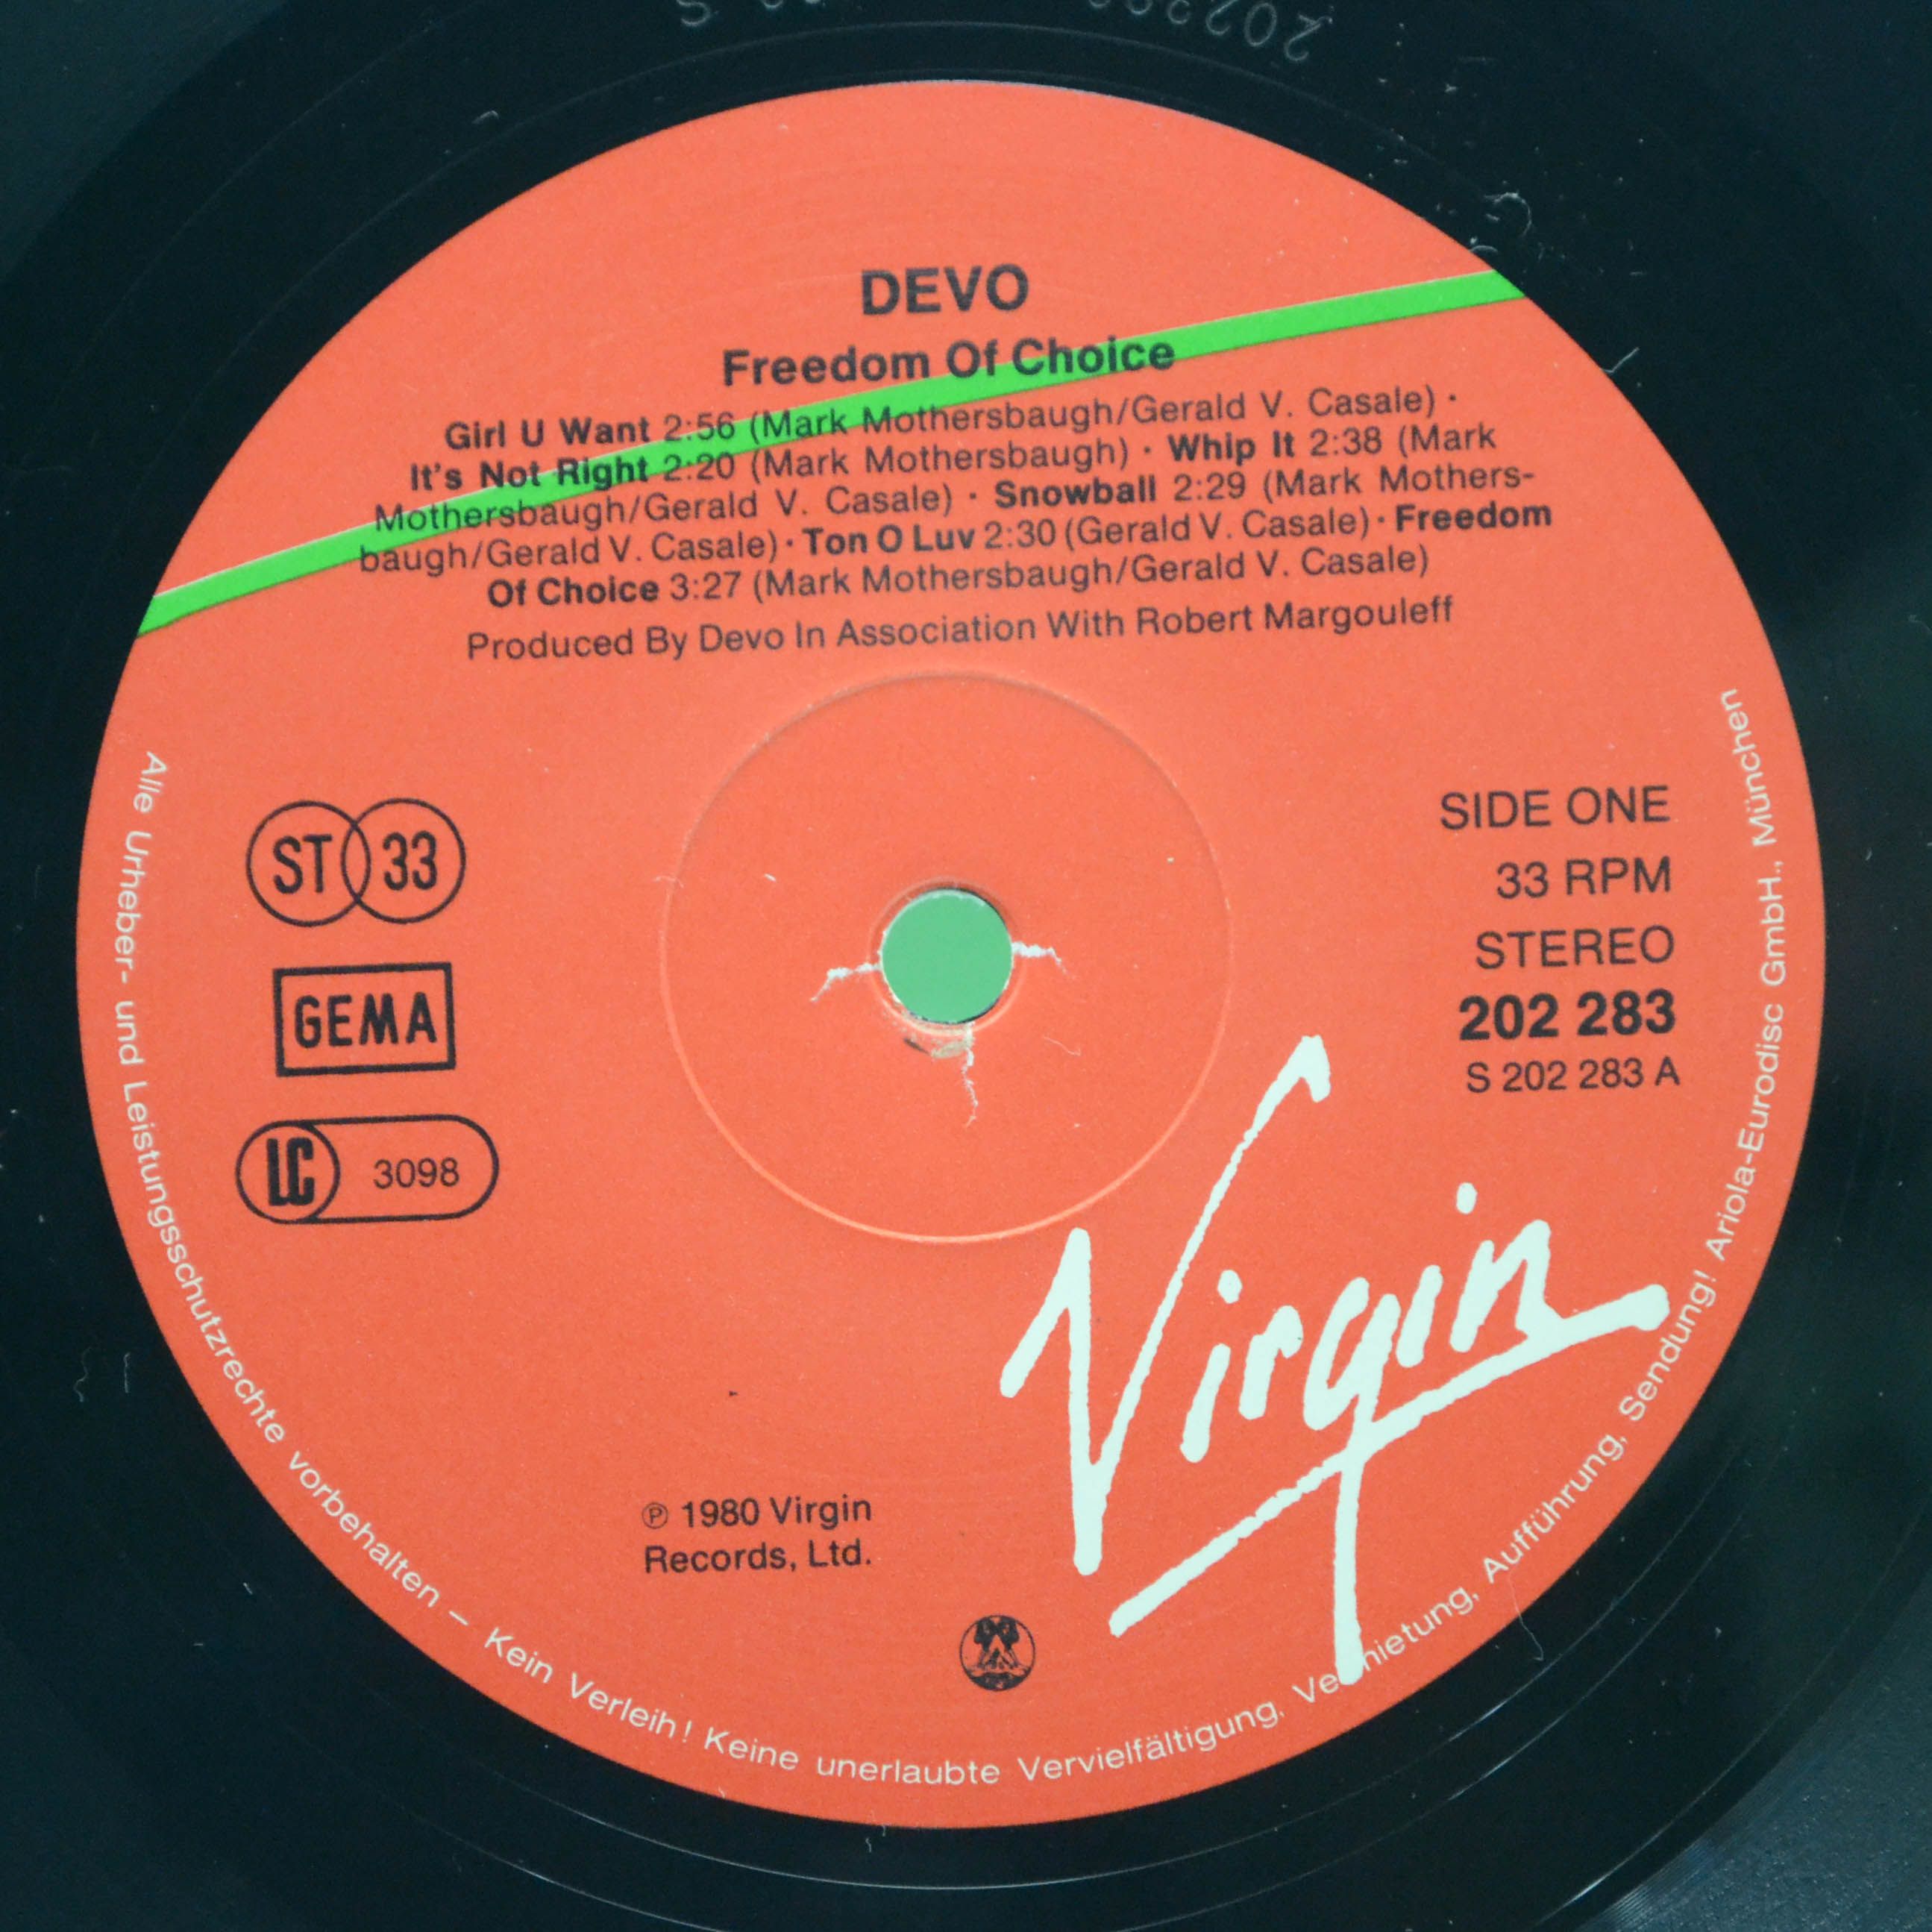 DEVO
Freedom Of Choice
Girl U Want 2:56 (Mark Mothersbaugh/Gerald V. Casale) ·
It's Not Right 2:20 (Mark Mothersbaugh) · Whip It 2:38 (Mark
Mothersbaugh/Gerald V. Casale) · Snowball 2:29 (Mark Mothers-
baugh/Gerald V. Casale) · Ton O Luv 2:30 (Gerald V. Casale) · Freedom
Of Choice 3:27 (Mark Mothersbaugh/Gerald V. Casale)
Produced By Devo In Association With Robert Margouleff
ST 33
GEMA
LC 3098
SIDE ONE
33 RPM
STEREO
202 283
S 202 283 A
Virgin
℗ 1980 Virgin
Records, Ltd.
Alle Urheber- und Leistungsschutzrechte vorbehalten – Kein Verleih! Keine unerlaubte Vervielfältigung, Vermietung, Aufführung, Sendung! Ariola-Eurodisc GmbH., München